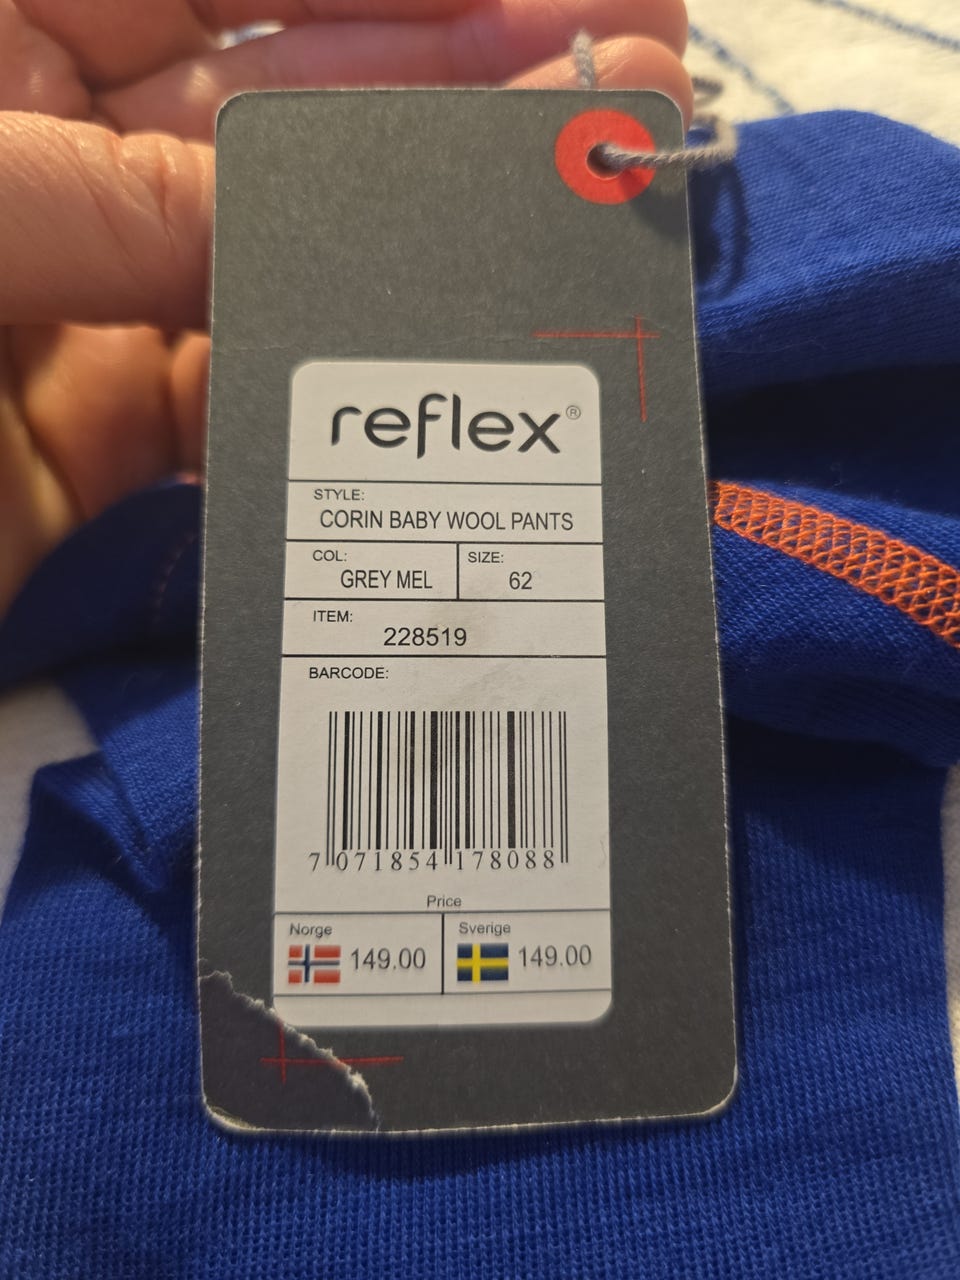 reflex®
STYLE:
CORIN BABY WOOL PANTS
COL:
GREY MEL
SIZE:
62
ITEM:
228519
BARCODE:
7 071854 178088
Price
Norge
149.00
Sverige
149.00